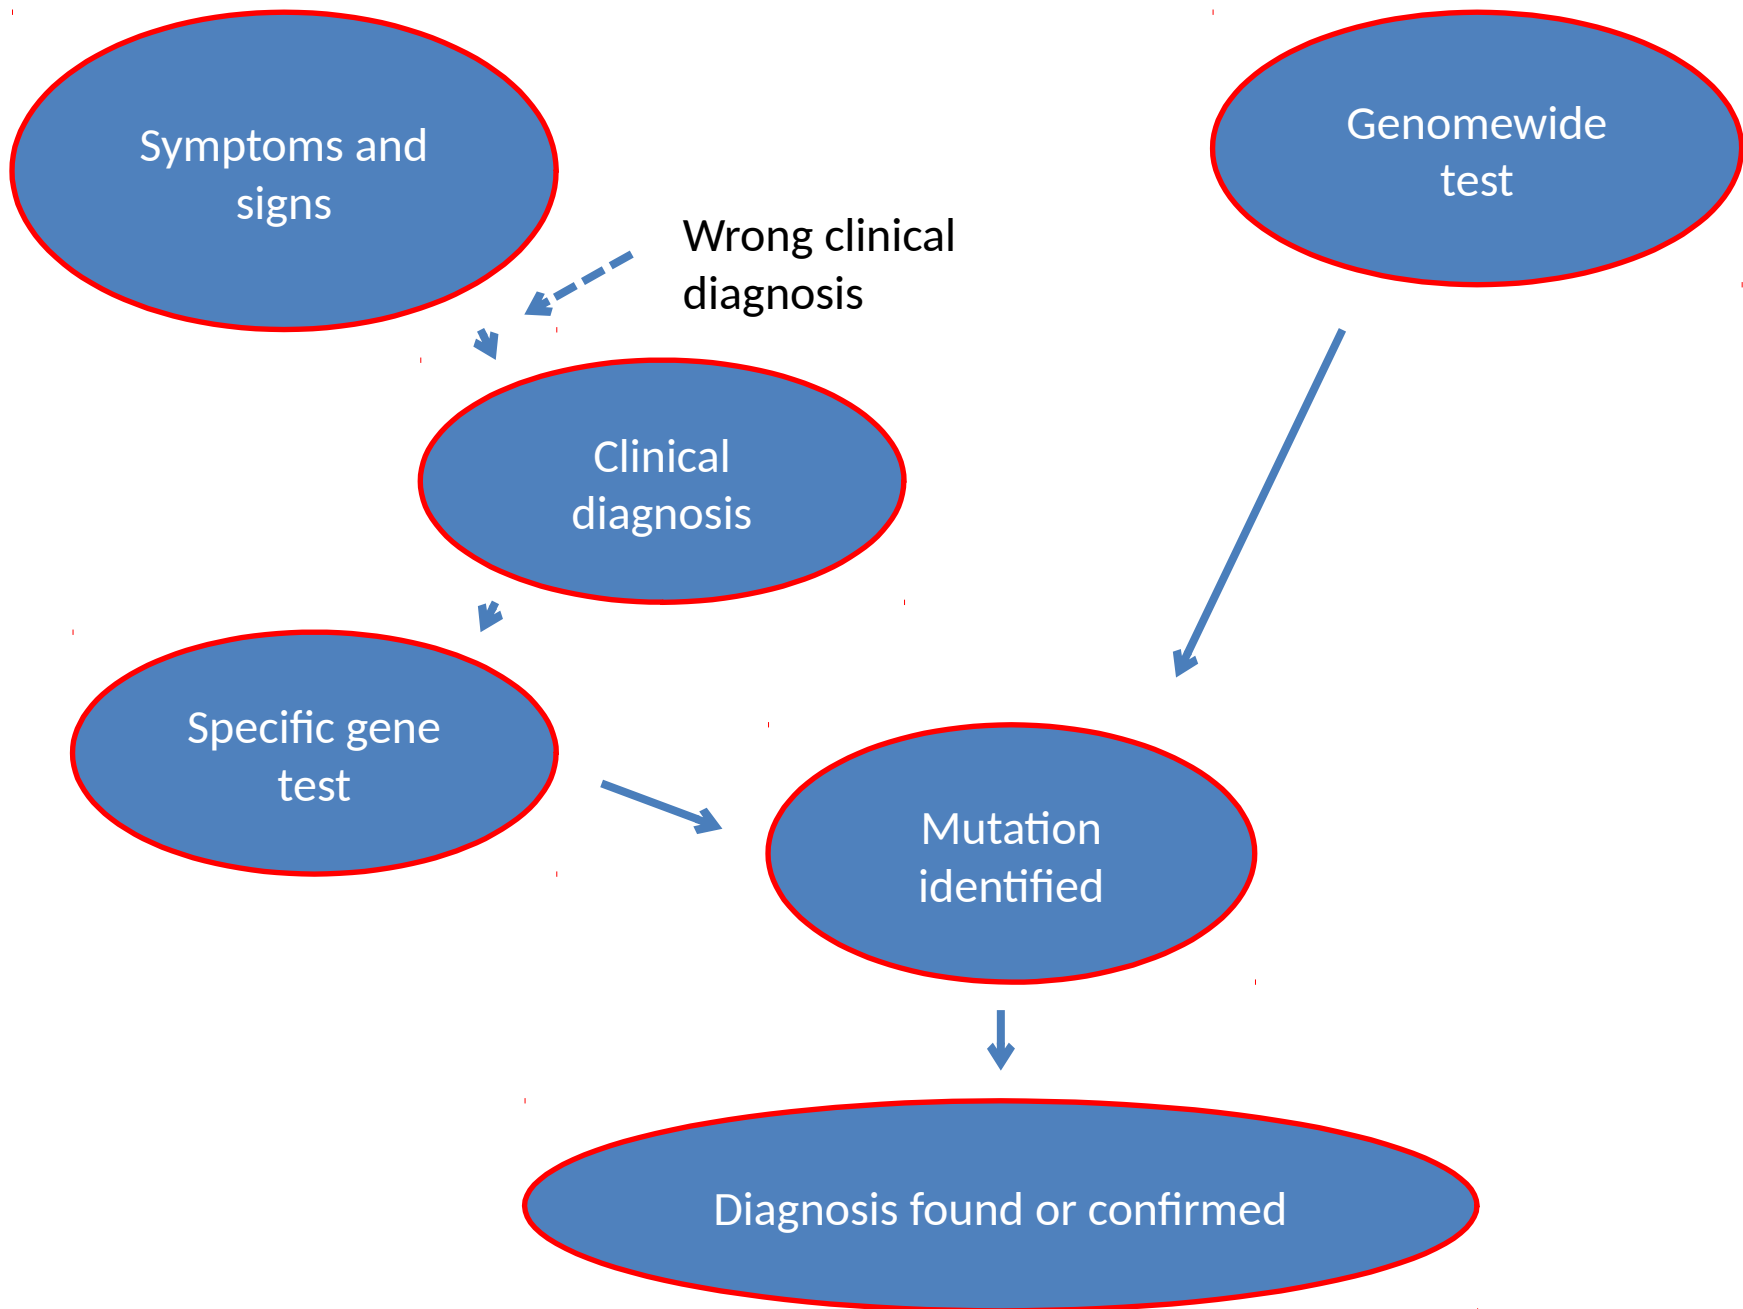 Symptoms and
signs
Genomewide
test
Wrong clinical
diagnosis
Clinical
diagnosis
Specific gene
test
Mutation
identified
Diagnosis found or confirmed